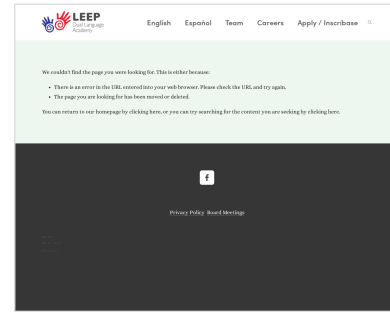 LEEP
Dual Language
Academy
English Español Team Careers Apply / Inscríbase
We couldn't find the page you were looking for. This is either because:
• There is an error in the URL entered into your web browser. Please check the URL and try again.
• The page you are looking for has been moved or deleted.
You can return to our homepage by clicking here, or you can try searching for the content you are seeking by clicking here.
Privacy Policy Board Meetings